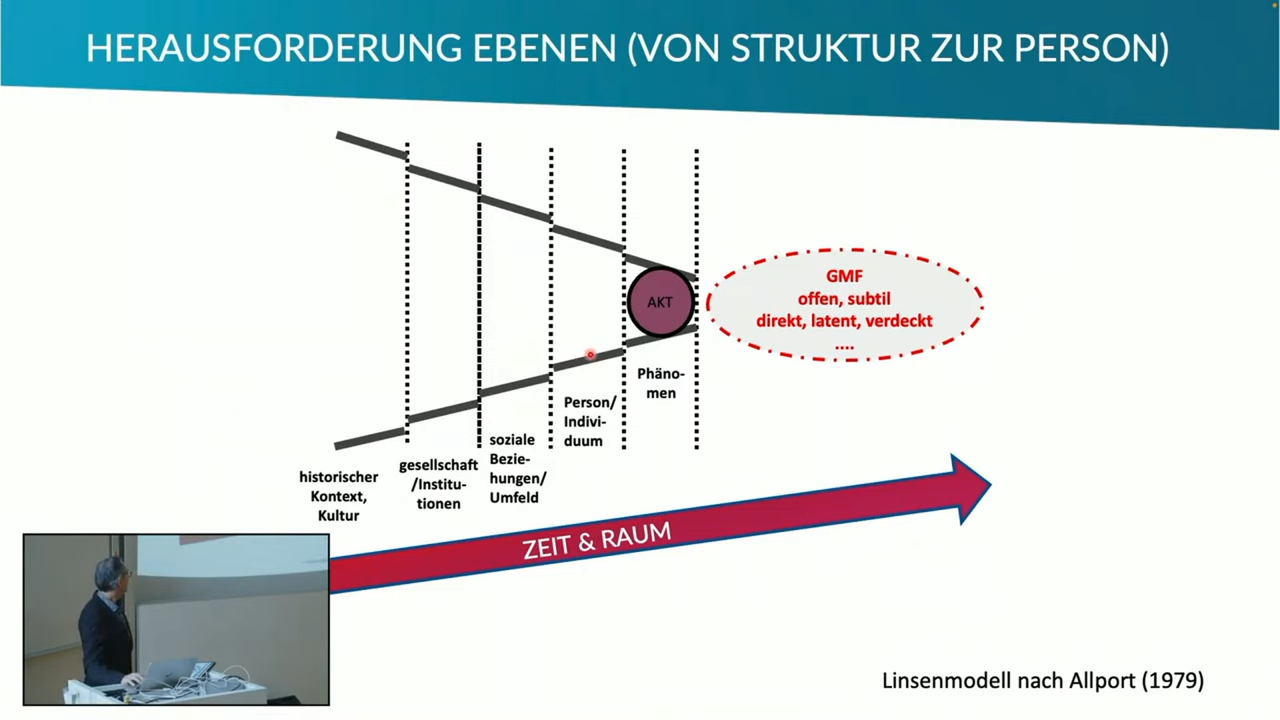 HERAUSFORDERUNG EBENEN (VON STRUKTUR ZUR PERSON)
AKT
GMF
offen, subtil
direkt, latent, verdeckt
....
Phäno-
men
Person/
Indivi-
duum
soziale
Bezie-
hungen/
Umfeld
gesellschaft
/Institu-
tionen
historischer
Kontext,
Kultur
ZEIT & RAUM
Linsenmodell nach Allport (1979)